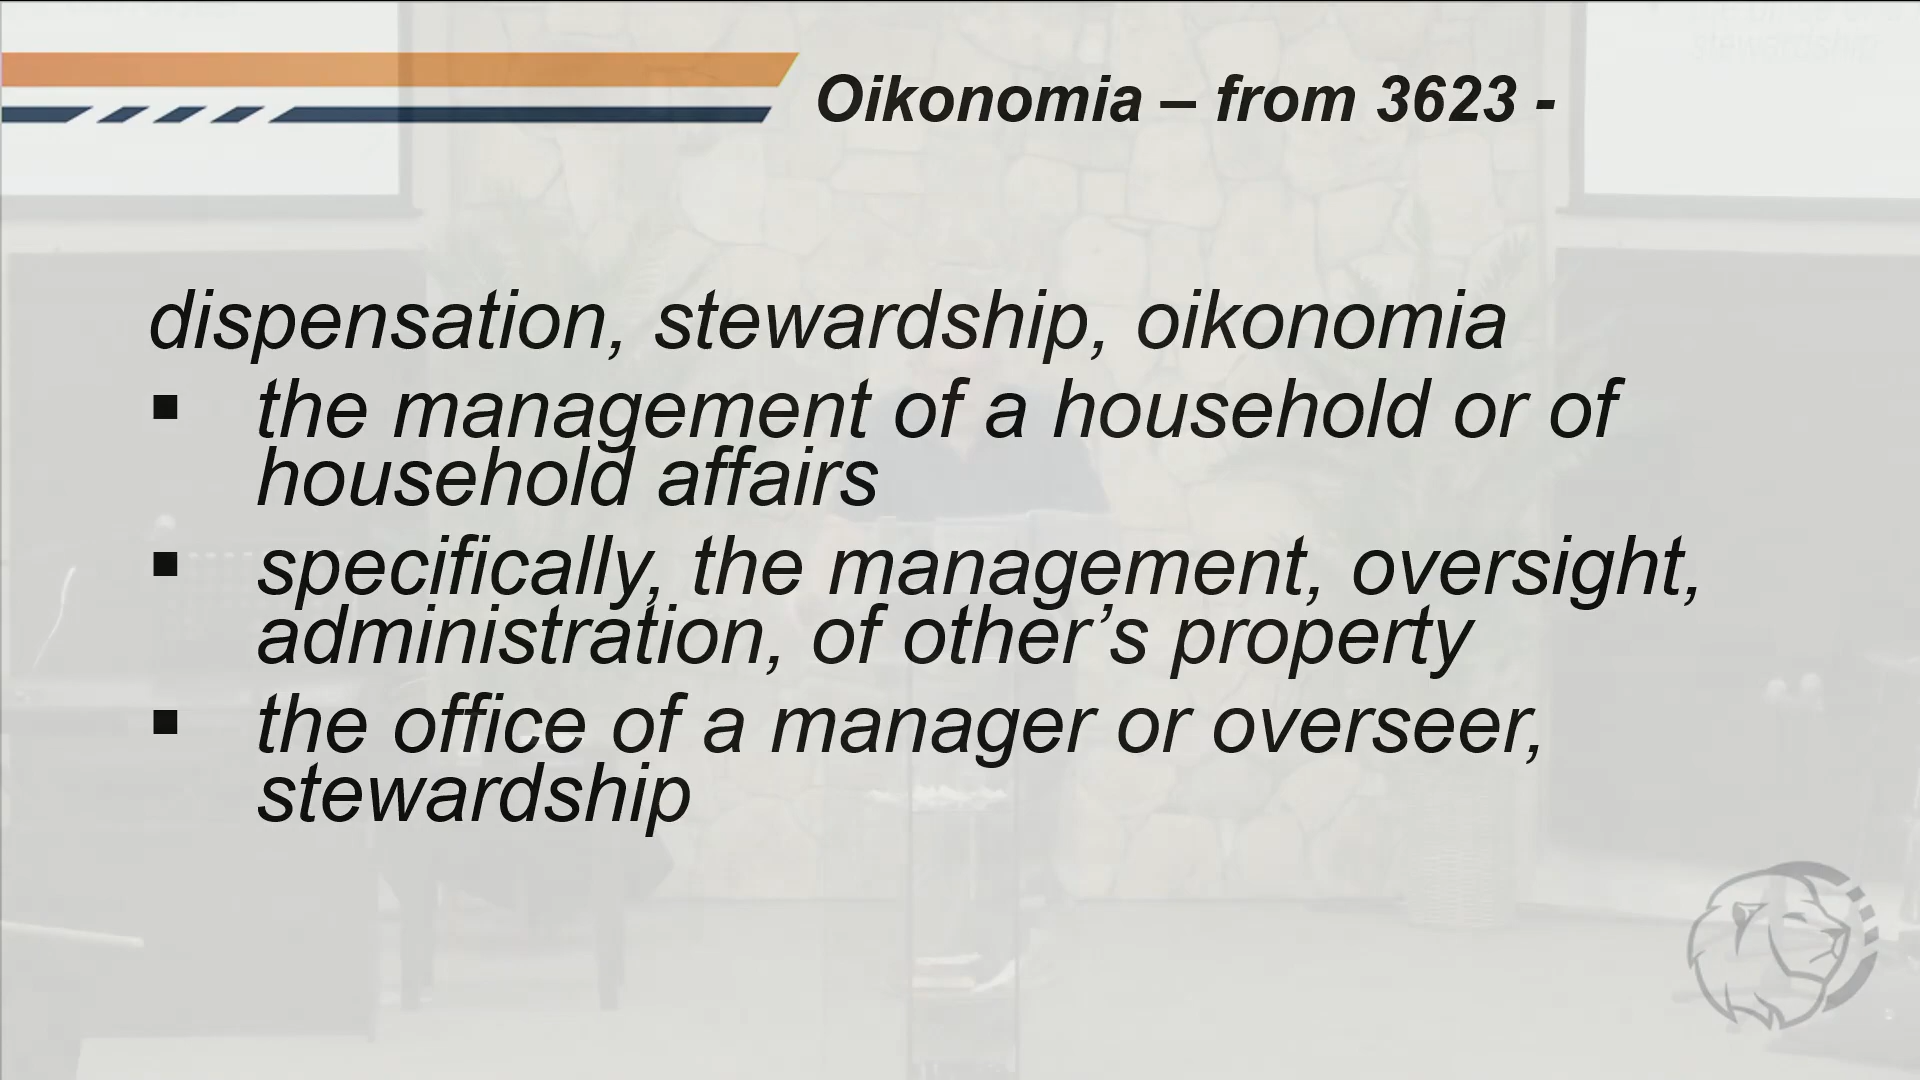 Oikonomia – from 3623 -
dispensation, stewardship, oikonomia
▪ the management of a household or of
household affairs
▪ specifically, the management, oversight,
administration, of other’s property
▪ the office of a manager or overseer,
stewardship
stewardship